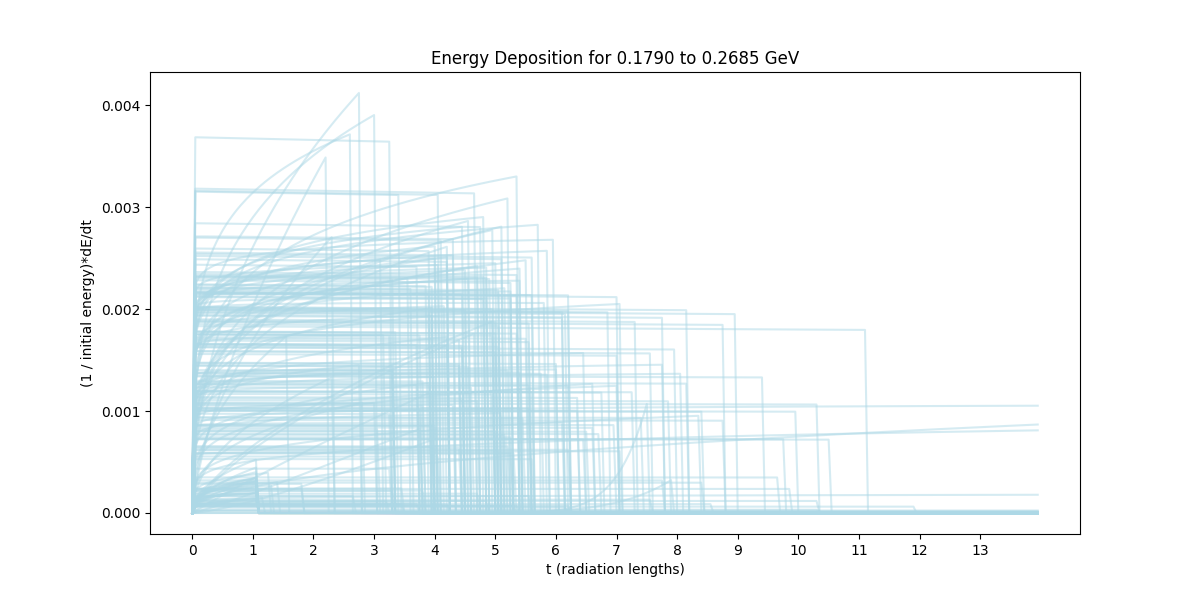 Energy Deposition for 0.1790 to 0.2685 GeV
(1 / initial energy)*dE/dt
0.004
0.003
0.002
0.001
0.000
0 1 2 3 4 5 6 7 8 9 10 11 12 13
t (radiation lengths)